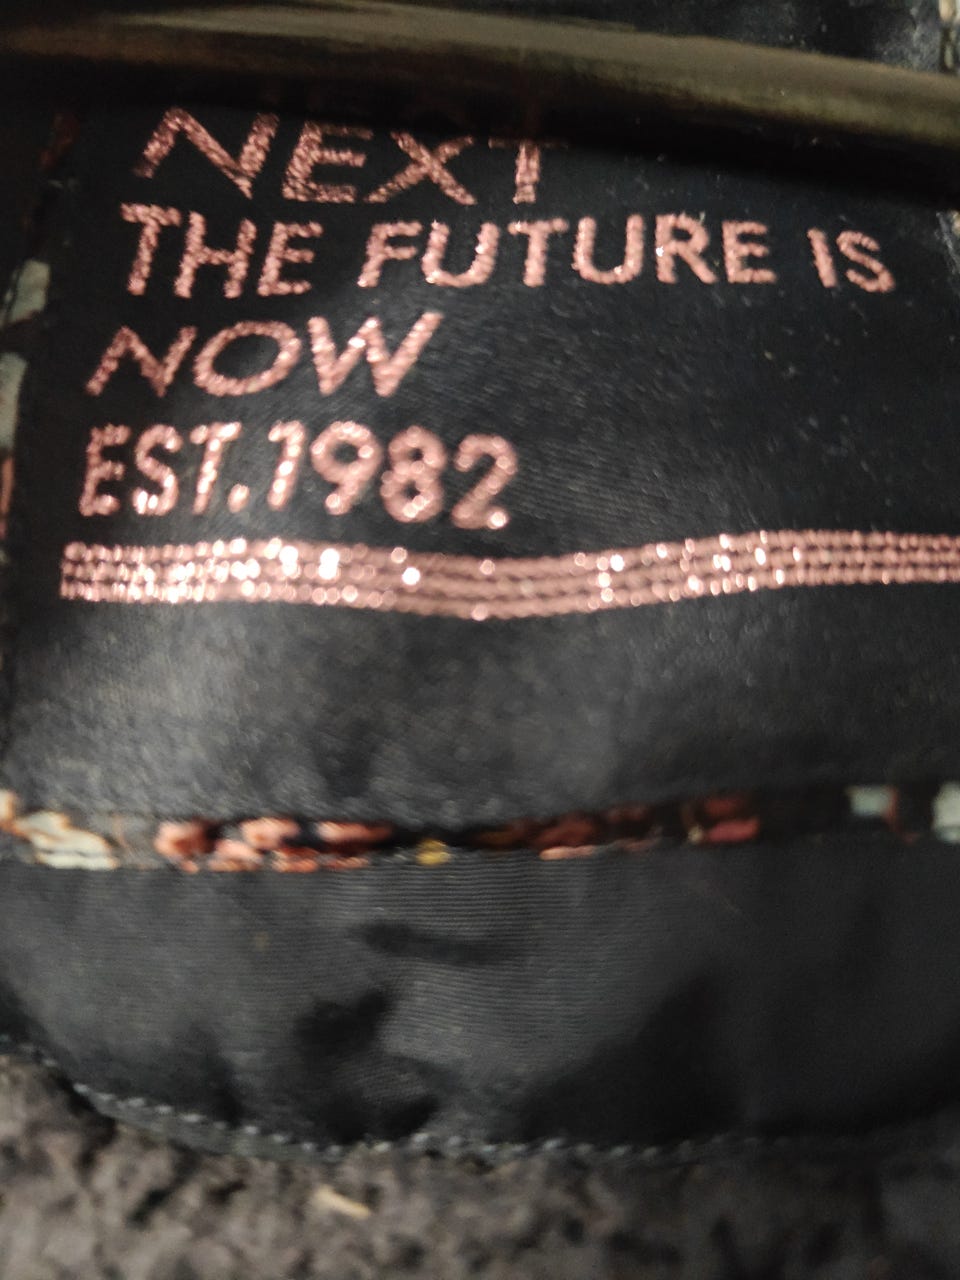 NEXT
THE FUTURE IS
NOW
EST.1982